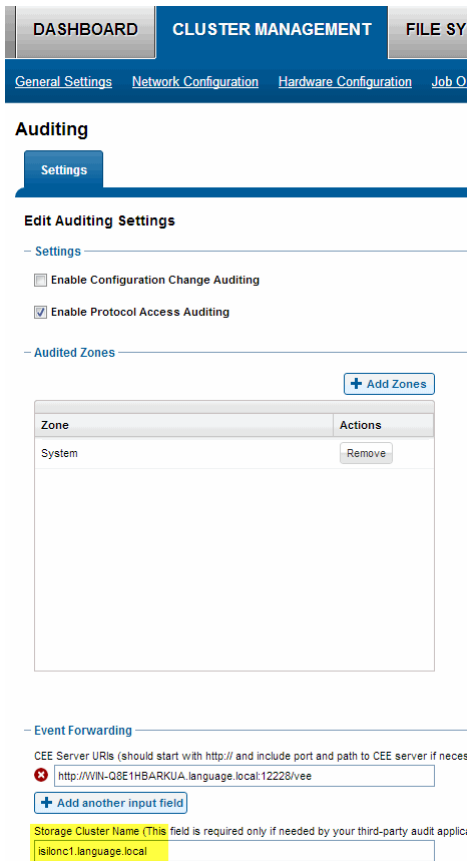 DASHBOARD CLUSTER MANAGEMENT FILE SY
General Settings Network Configuration Hardware Configuration Job O
Auditing
Settings
Edit Auditing Settings
Settings
Enable Configuration Change Auditing
Enable Protocol Access Auditing
Audited Zones
+ Add Zones
Zone Actions
System Remove
Event Forwarding
CEE Server URIs (should start with http:// and include port and path to CEE server if neces
http://WIN-Q8E1HBARKUA.language.local:12228/vee
+ Add another input field
Storage Cluster Name (This field is required only if needed by your third-party audit applica
isilonc1.language.local